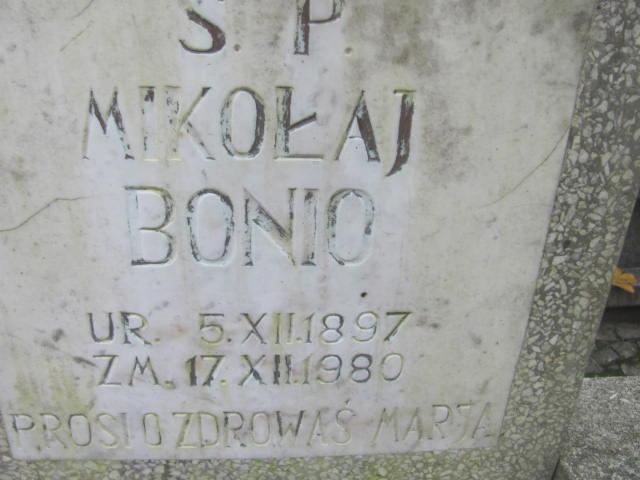 Ś. P.
MIKOŁAJ
BONIO
UR. 5.XII.1897
ZM. 17.XII.1980
PROSI O ZDROWAŚ MARJA